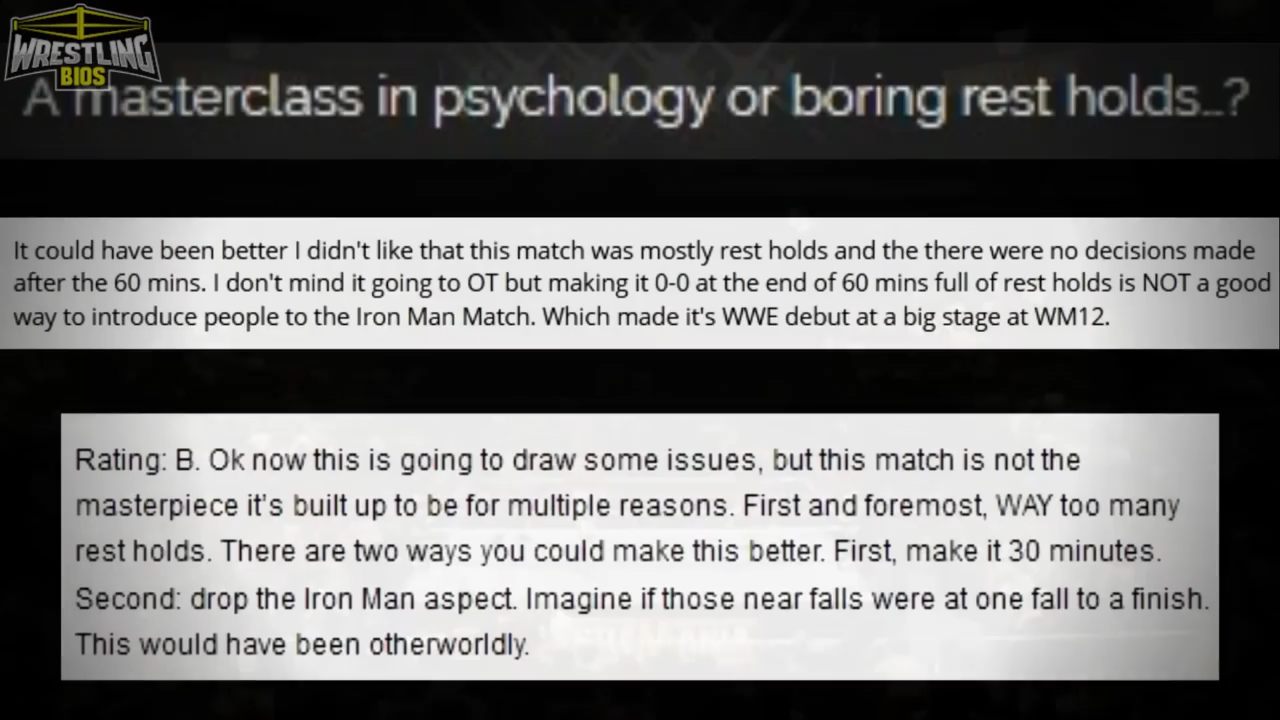 WRESTLING
BIOS
A masterclass in psychology or boring rest holds...?
It could have been better I didn't like that this match was mostly rest holds and the there were no decisions made
after the 60 mins. I don't mind it going to OT but making it 0-0 at the end of 60 mins full of rest holds is NOT a good
way to introduce people to the Iron Man Match. Which made it's WWE debut at a big stage at WM12.
Rating: B. Ok now this is going to draw some issues, but this match is not the
masterpiece it's built up to be for multiple reasons. First and foremost, WAY too many
rest holds. There are two ways you could make this better. First, make it 30 minutes.
Second: drop the Iron Man aspect. Imagine if those near falls were at one fall to a finish.
This would have been otherworldly.